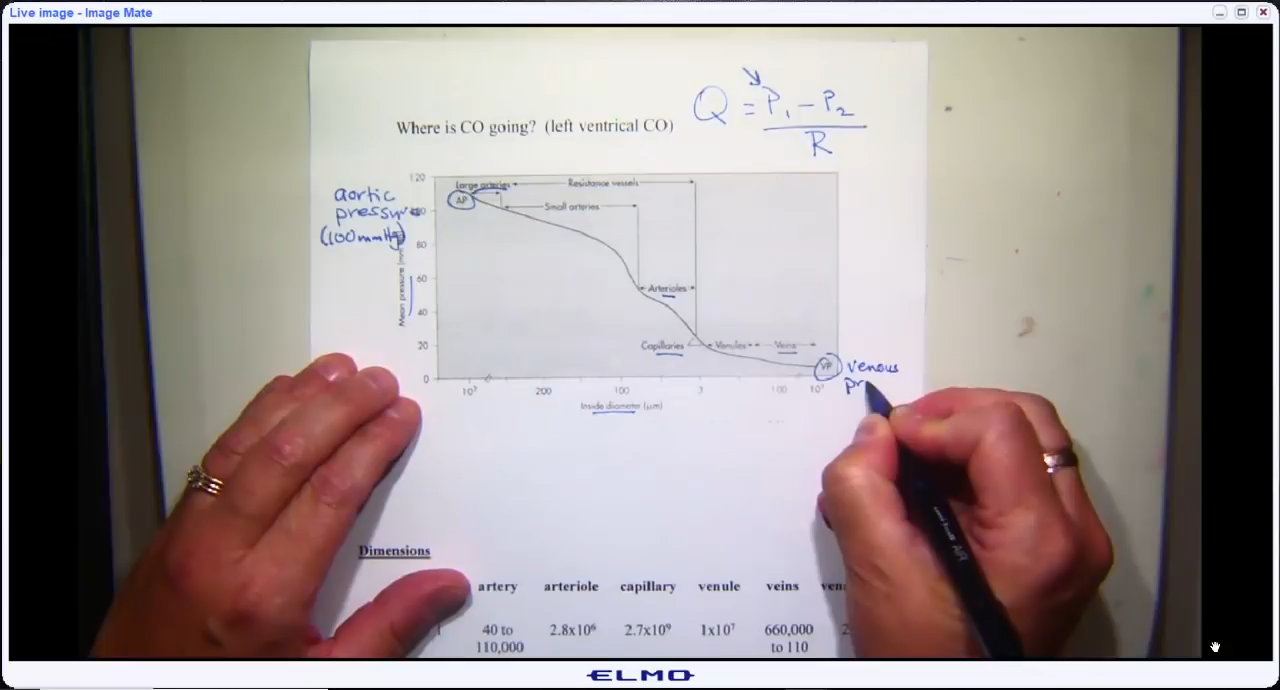 Live image - Image Mate
Q = P₁ - P₂
R
Where is CO going? (left ventrical CO)
aortic
pressure
(100mmHg)
120
80
60
40
20
0
Mean pressure
Large arteries
Resistance vessels
AP
Small arteries
Arterioles
Capillaries
Venules
Veins
VP
venous
pr
10³
200
100
3
100
Inside diameter (μm)
Dimensions
artery arteriole capillary venule veins
40 to 2.8x10⁶ 2.7x10⁹ 1x10⁷ 660,000
110,000 to 110
ELMO
AIR